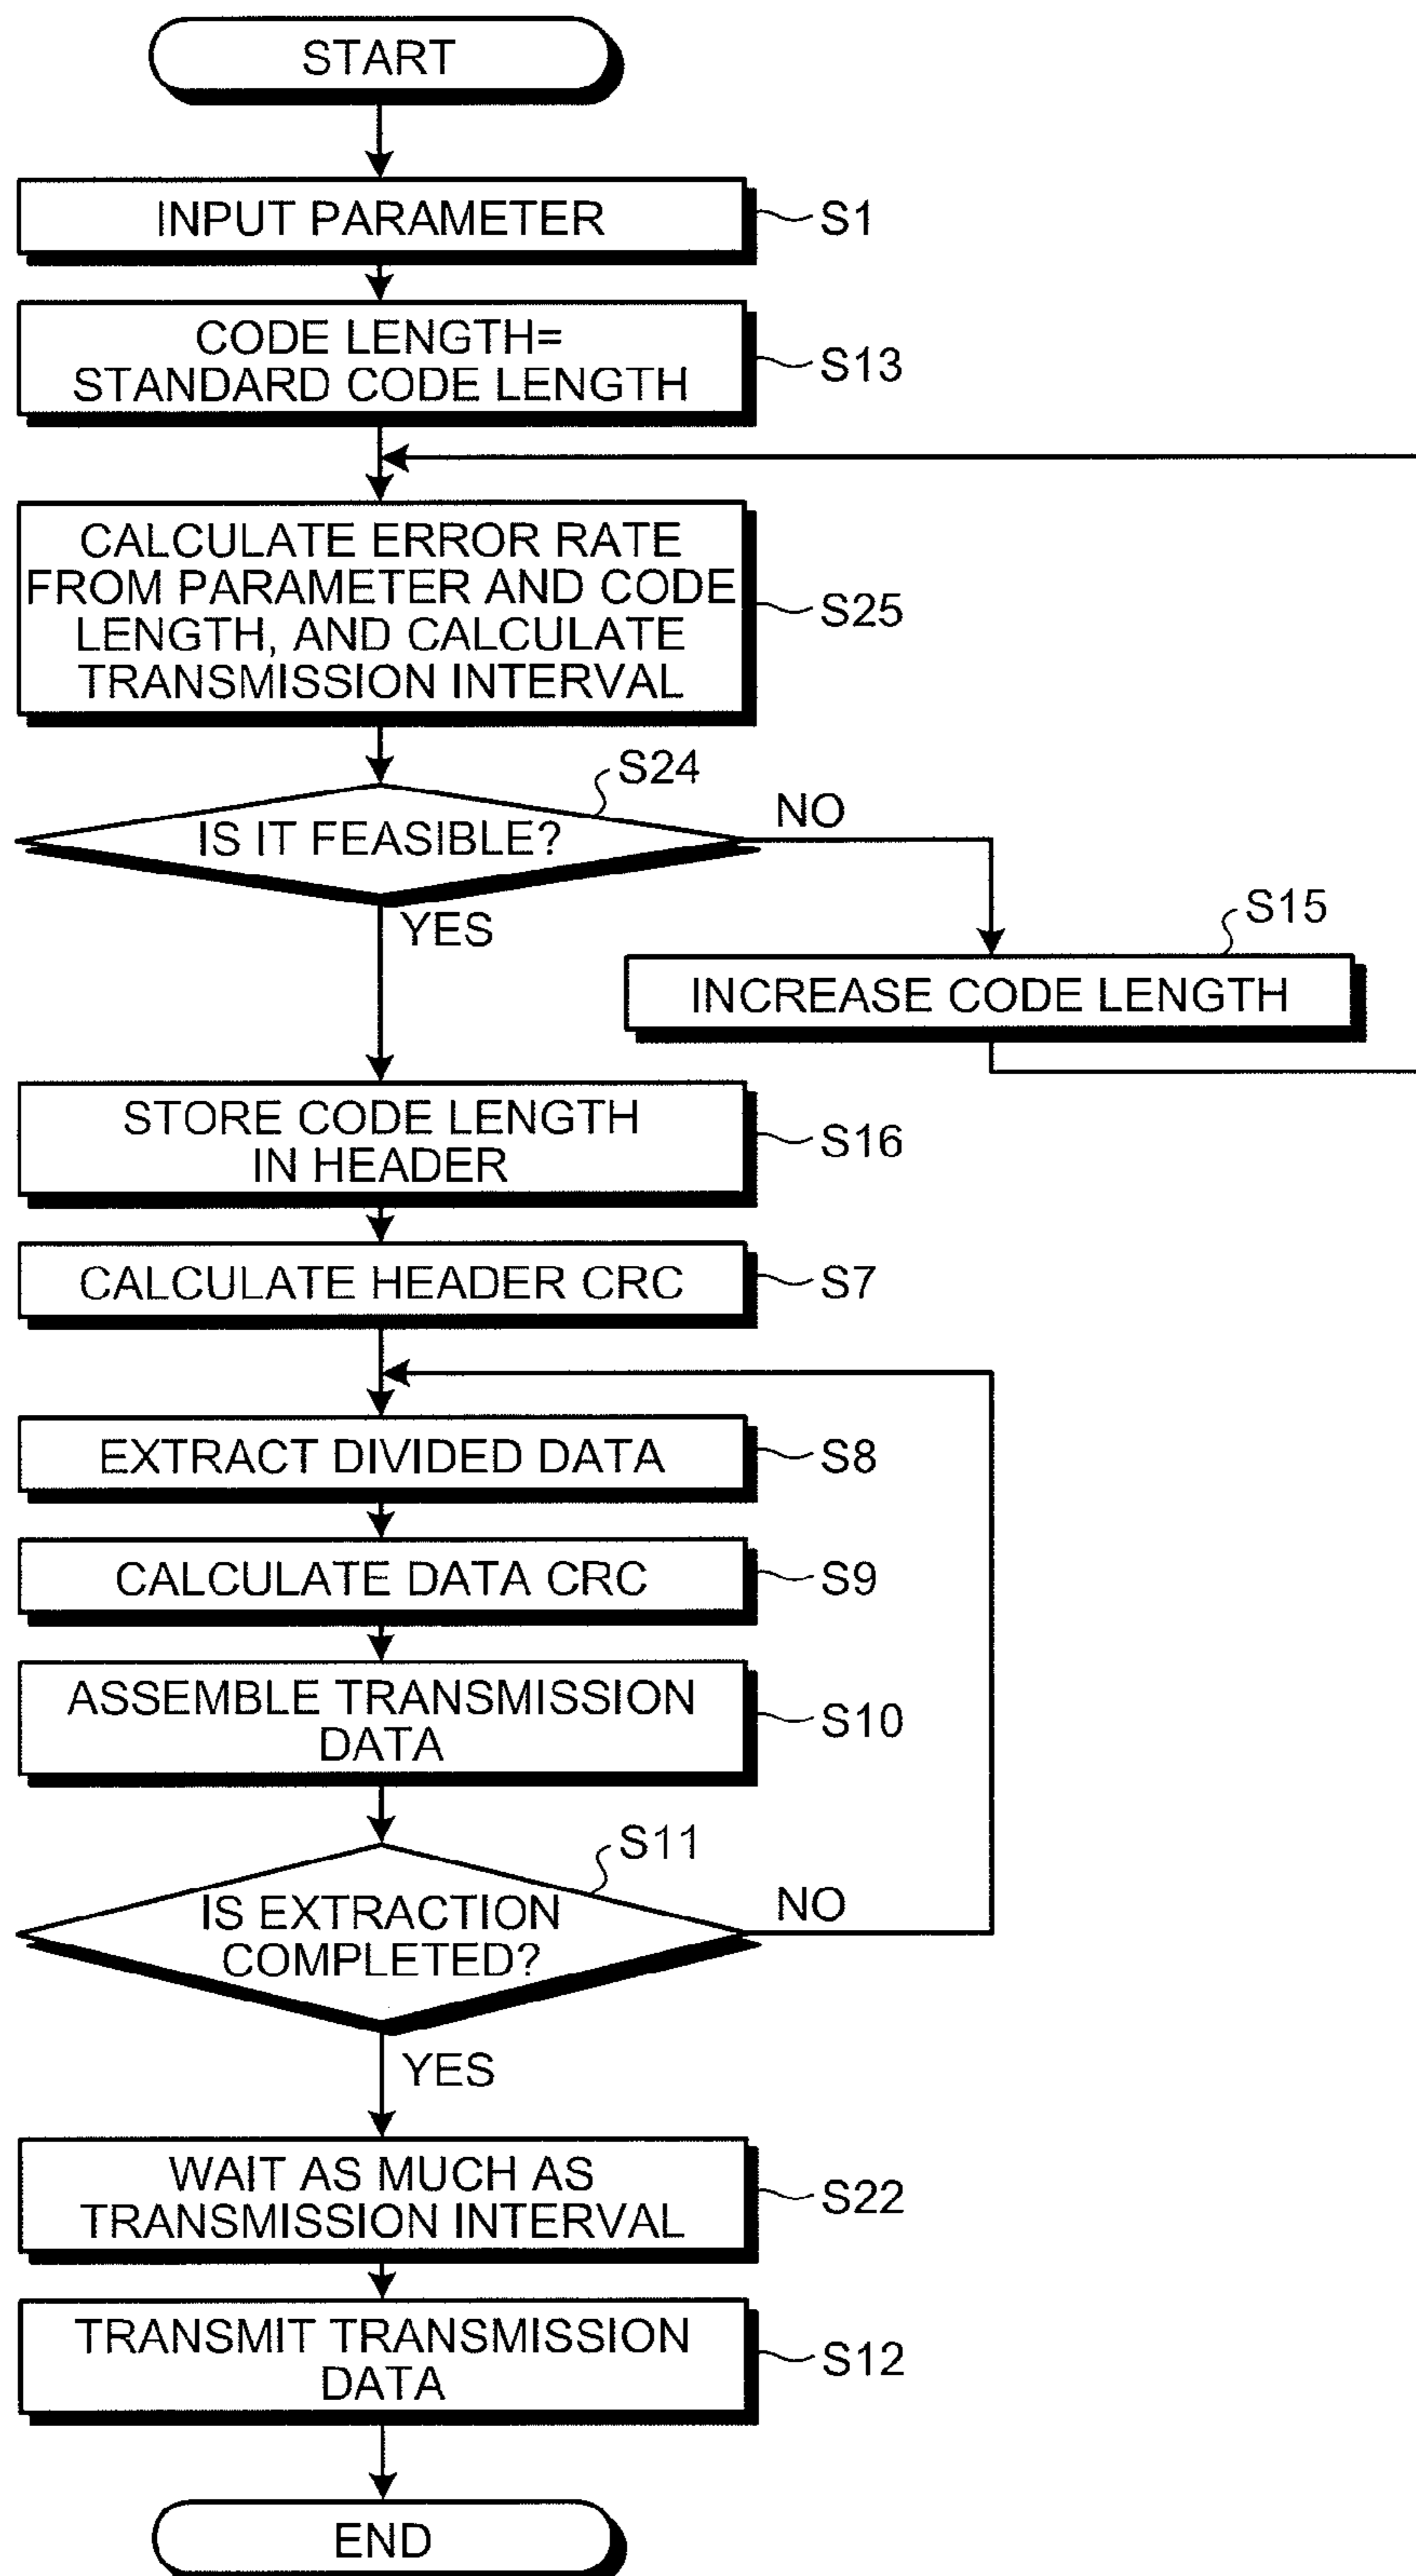 START
INPUT PARAMETER
S1
CODE LENGTH=
STANDARD CODE LENGTH
S13
CALCULATE ERROR RATE
FROM PARAMETER AND CODE
LENGTH, AND CALCULATE
TRANSMISSION INTERVAL
S25
S24
IS IT FEASIBLE?
NO
YES
S15
INCREASE CODE LENGTH
STORE CODE LENGTH
IN HEADER
S16
CALCULATE HEADER CRC
S7
EXTRACT DIVIDED DATA
S8
CALCULATE DATA CRC
S9
ASSEMBLE TRANSMISSION
DATA
S10
S11
IS EXTRACTION
COMPLETED?
NO
YES
WAIT AS MUCH AS
TRANSMISSION INTERVAL
S22
TRANSMIT TRANSMISSION
DATA
S12
END